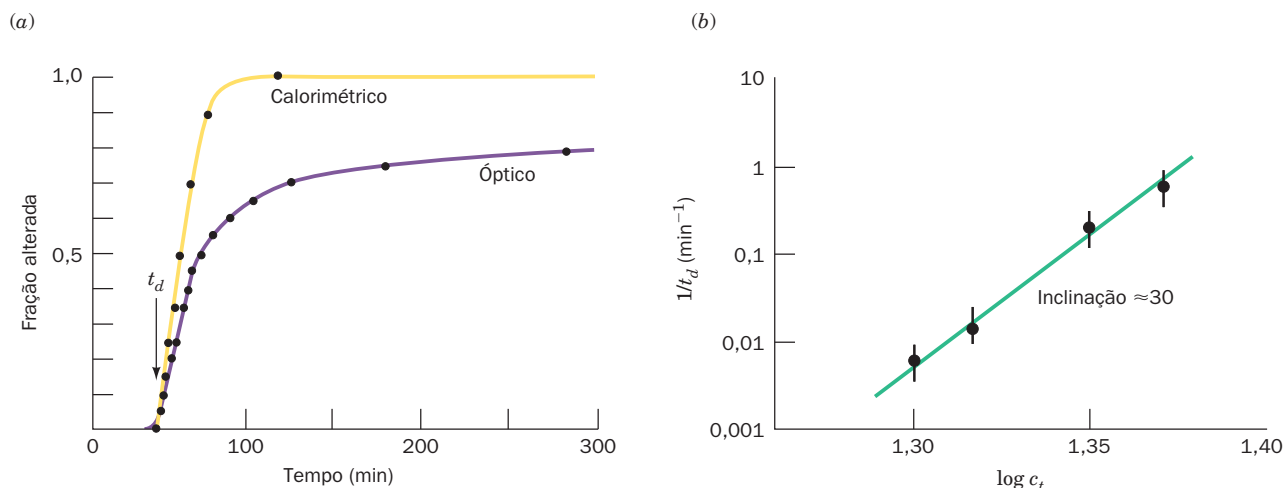 (a)
Fração alterada
1,0
0,5
Calorimétrico
Óptico
t_d
0
100
200
300
Tempo (min)
(b)
1/t_d (min⁻¹)
10
1
0,1
0,01
0,001
Inclinação ≈30
1,30
1,35
1,40
log c_t